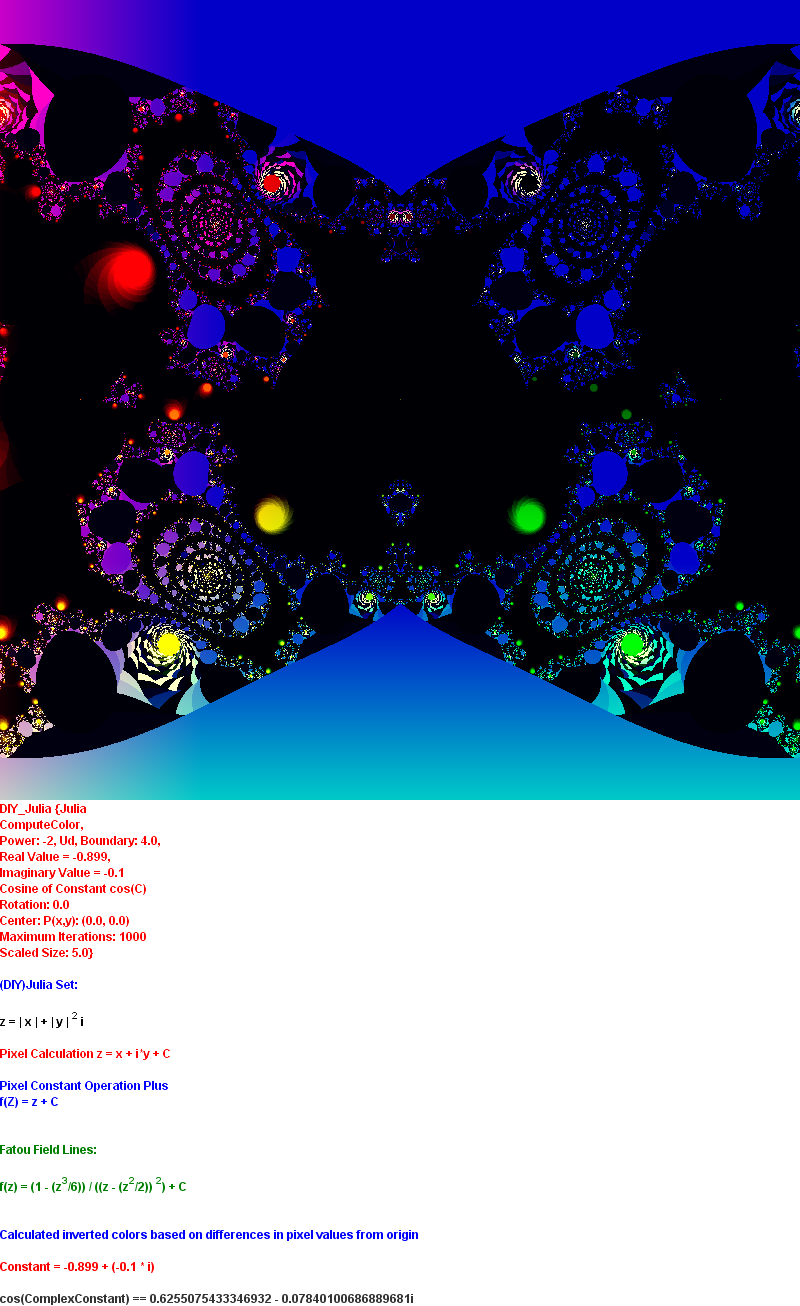 DIY_Julia {Julia
ComputeColor,
Power: -2, Ud, Boundary: 4.0,
Real Value = -0.899,
Imaginary Value = -0.1
Cosine of Constant cos(C)
Rotation: 0.0
Center: P(x,y): (0.0, 0.0)
Maximum Iterations: 1000
Scaled Size: 5.0}
(DIY)Julia Set:
z = | x | + | y | ² i
Pixel Calculation z = x + i*y + C
Pixel Constant Operation Plus
f(Z) = z + C
Fatou Field Lines:
f(z) = (1 - (z³/6)) / ((z - (z²/2)) ²) + C
Calculated inverted colors based on differences in pixel values from origin
Constant = -0.899 + (-0.1 * i)
cos(ComplexConstant) == 0.6255075433346932 - 0.07840100686889681i